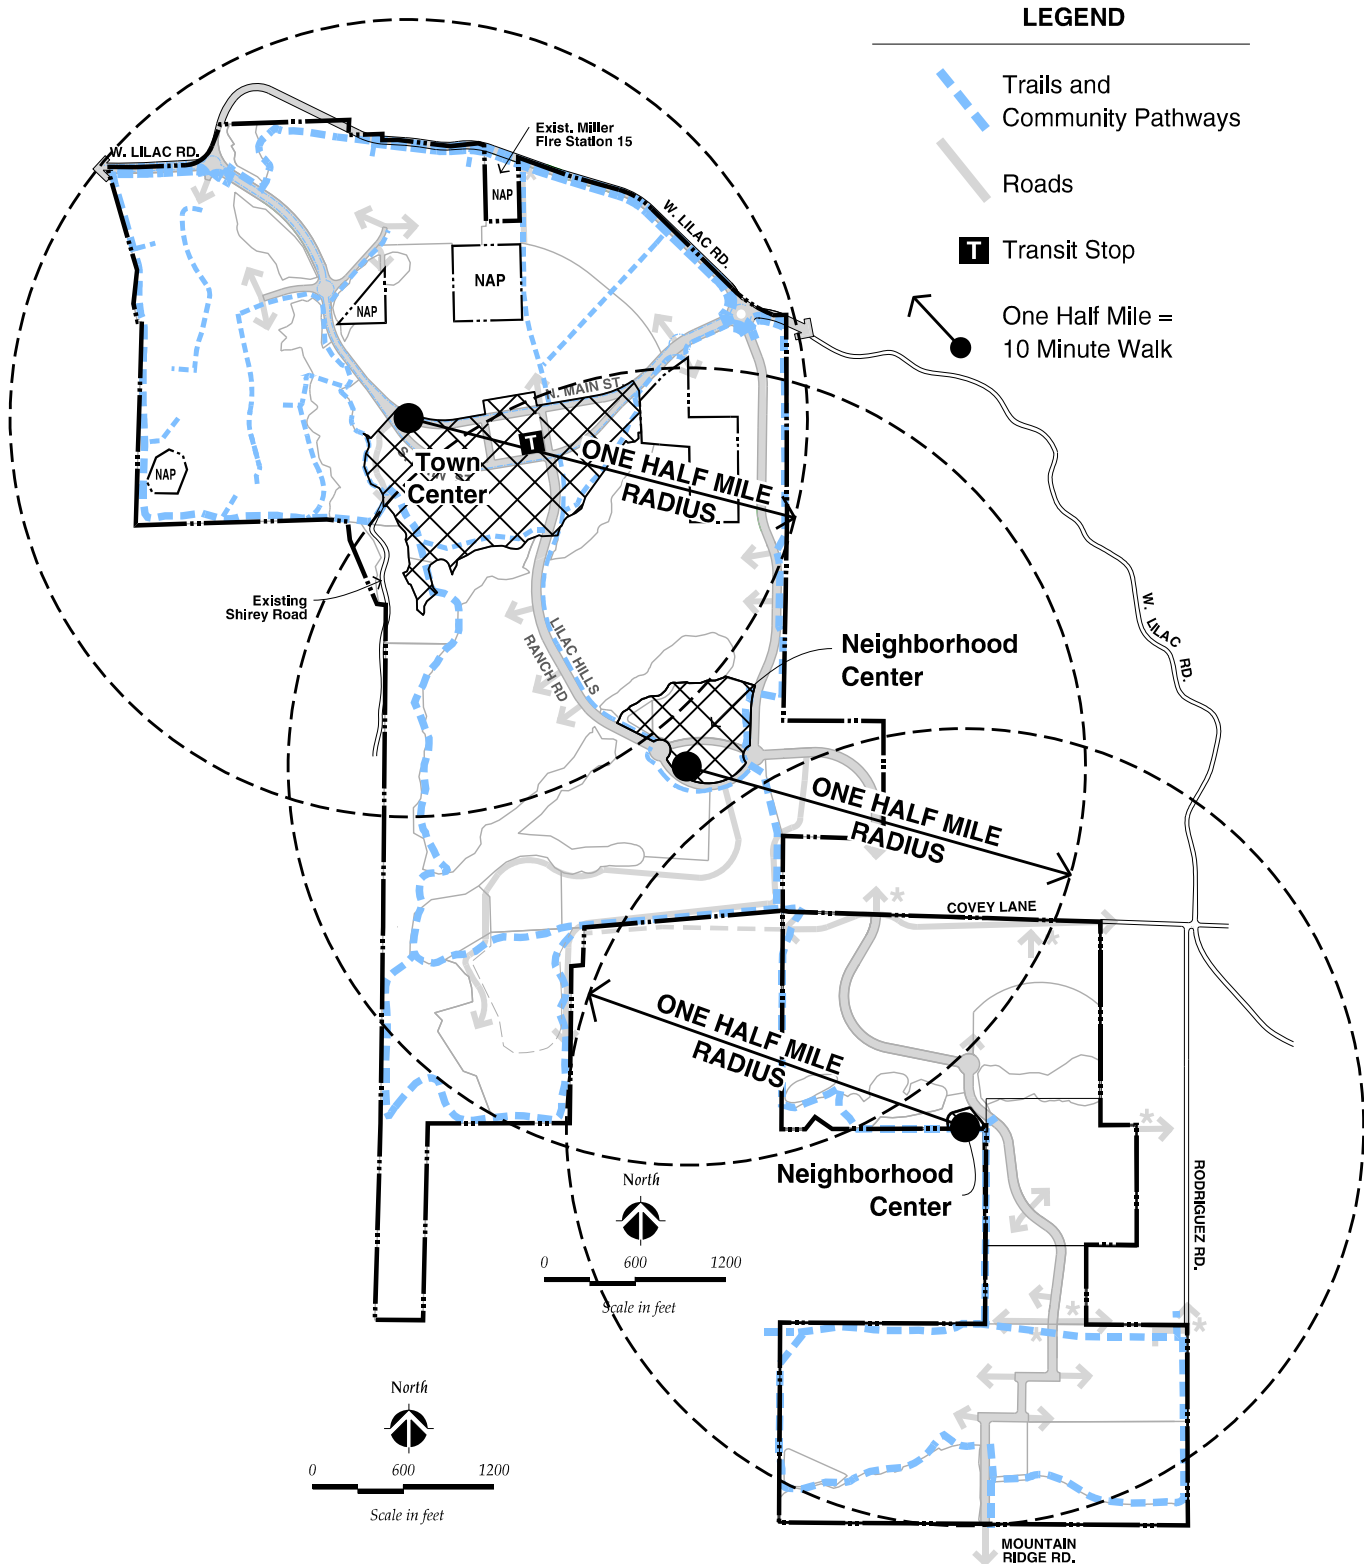 LEGEND
Trails and
Community Pathways
Roads
T Transit Stop
One Half Mile =
10 Minute Walk
Exist. Miller
Fire Station 15
W. LILAC RD.
NAP
W. LILAC RD.
NAP
NAP
N. MAIN ST.
T
Town
Center
ONE HALF MILE
RADIUS
NAP
Existing
Shirey Road
LILAC HILLS
RANCH RD
W. LILAC RD.
Neighborhood
Center
ONE HALF MILE
RADIUS
COVEY LANE
ONE HALF MILE
RADIUS
Neighborhood
Center
RODRIGUEZ RD.
North
0 600 1200
Scale in feet
North
0 600 1200
Scale in feet
MOUNTAIN
RIDGE RD.